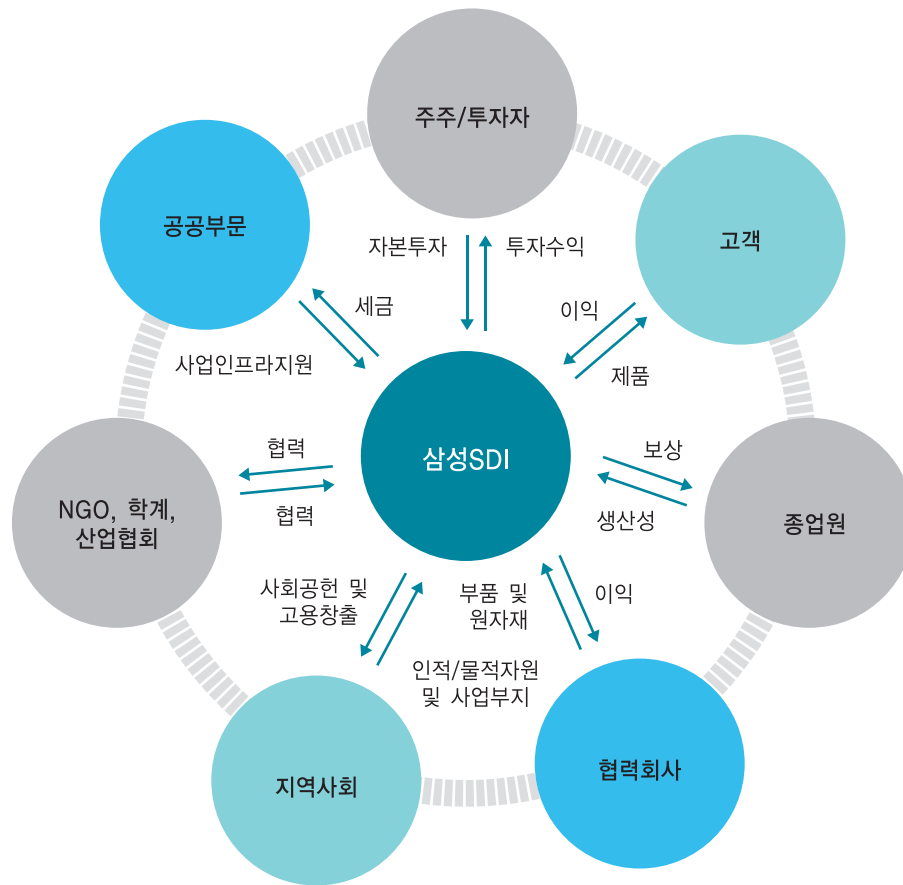 주주/투자자
공공부문
고객
자본투자
투자수익
세금
이익
사업인프라지원
제품
삼성SDI
협력
보상
NGO, 학계,
산업협회
협력
생산성
종업원
사회공헌 및
고용창출
부품 및
원자재
이익
인적/물적자원
및 사업부지
지역사회
협력회사